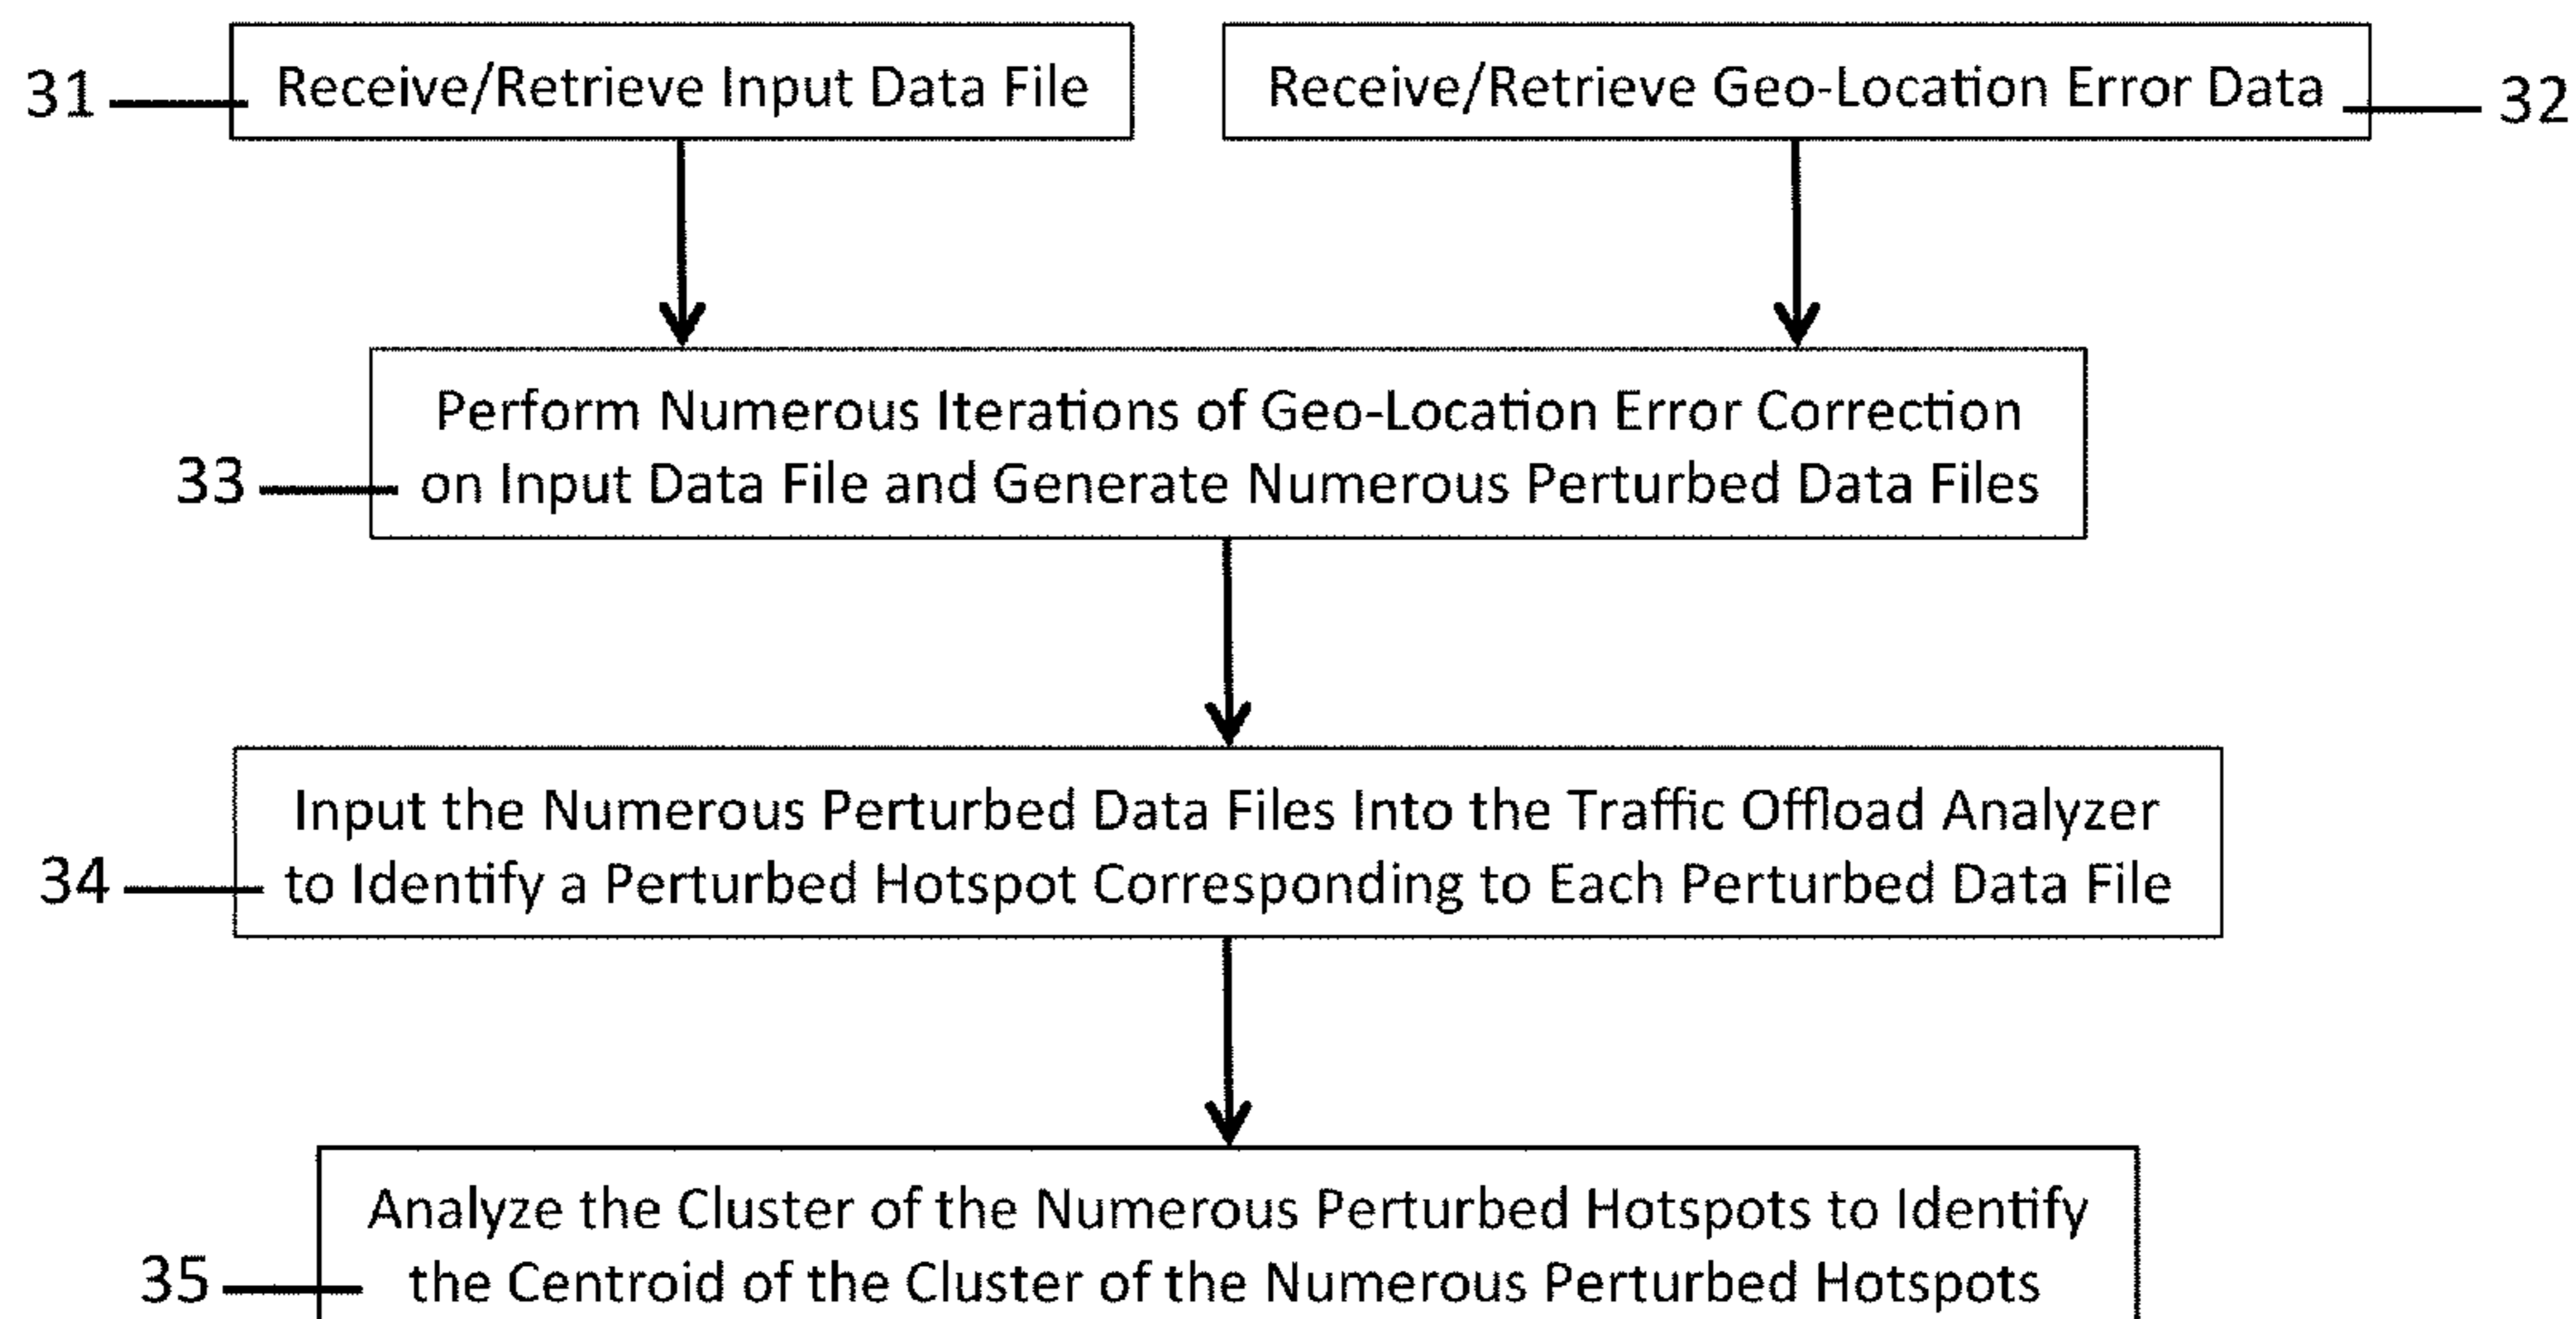 31
Receive/Retrieve Input Data File
Receive/Retrieve Geo-Location Error Data
32
Perform Numerous Iterations of Geo-Location Error Correction
33
on Input Data File and Generate Numerous Perturbed Data Files
Input the Numerous Perturbed Data Files Into the Traffic Offload Analyzer
34
to Identify a Perturbed Hotspot Corresponding to Each Perturbed Data File
Analyze the Cluster of the Numerous Perturbed Hotspots to Identify
35
the Centroid of the Cluster of the Numerous Perturbed Hotspots